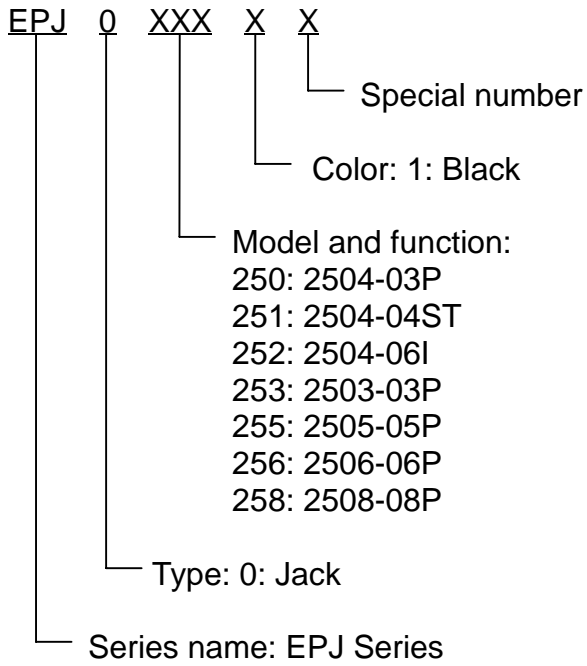 EPJ 0 XXX X X
Special number
Color: 1: Black
Model and function:
250: 2504-03P
251: 2504-04ST
252: 2504-06I
253: 2503-03P
255: 2505-05P
256: 2506-06P
258: 2508-08P
Type: 0: Jack
Series name: EPJ Series